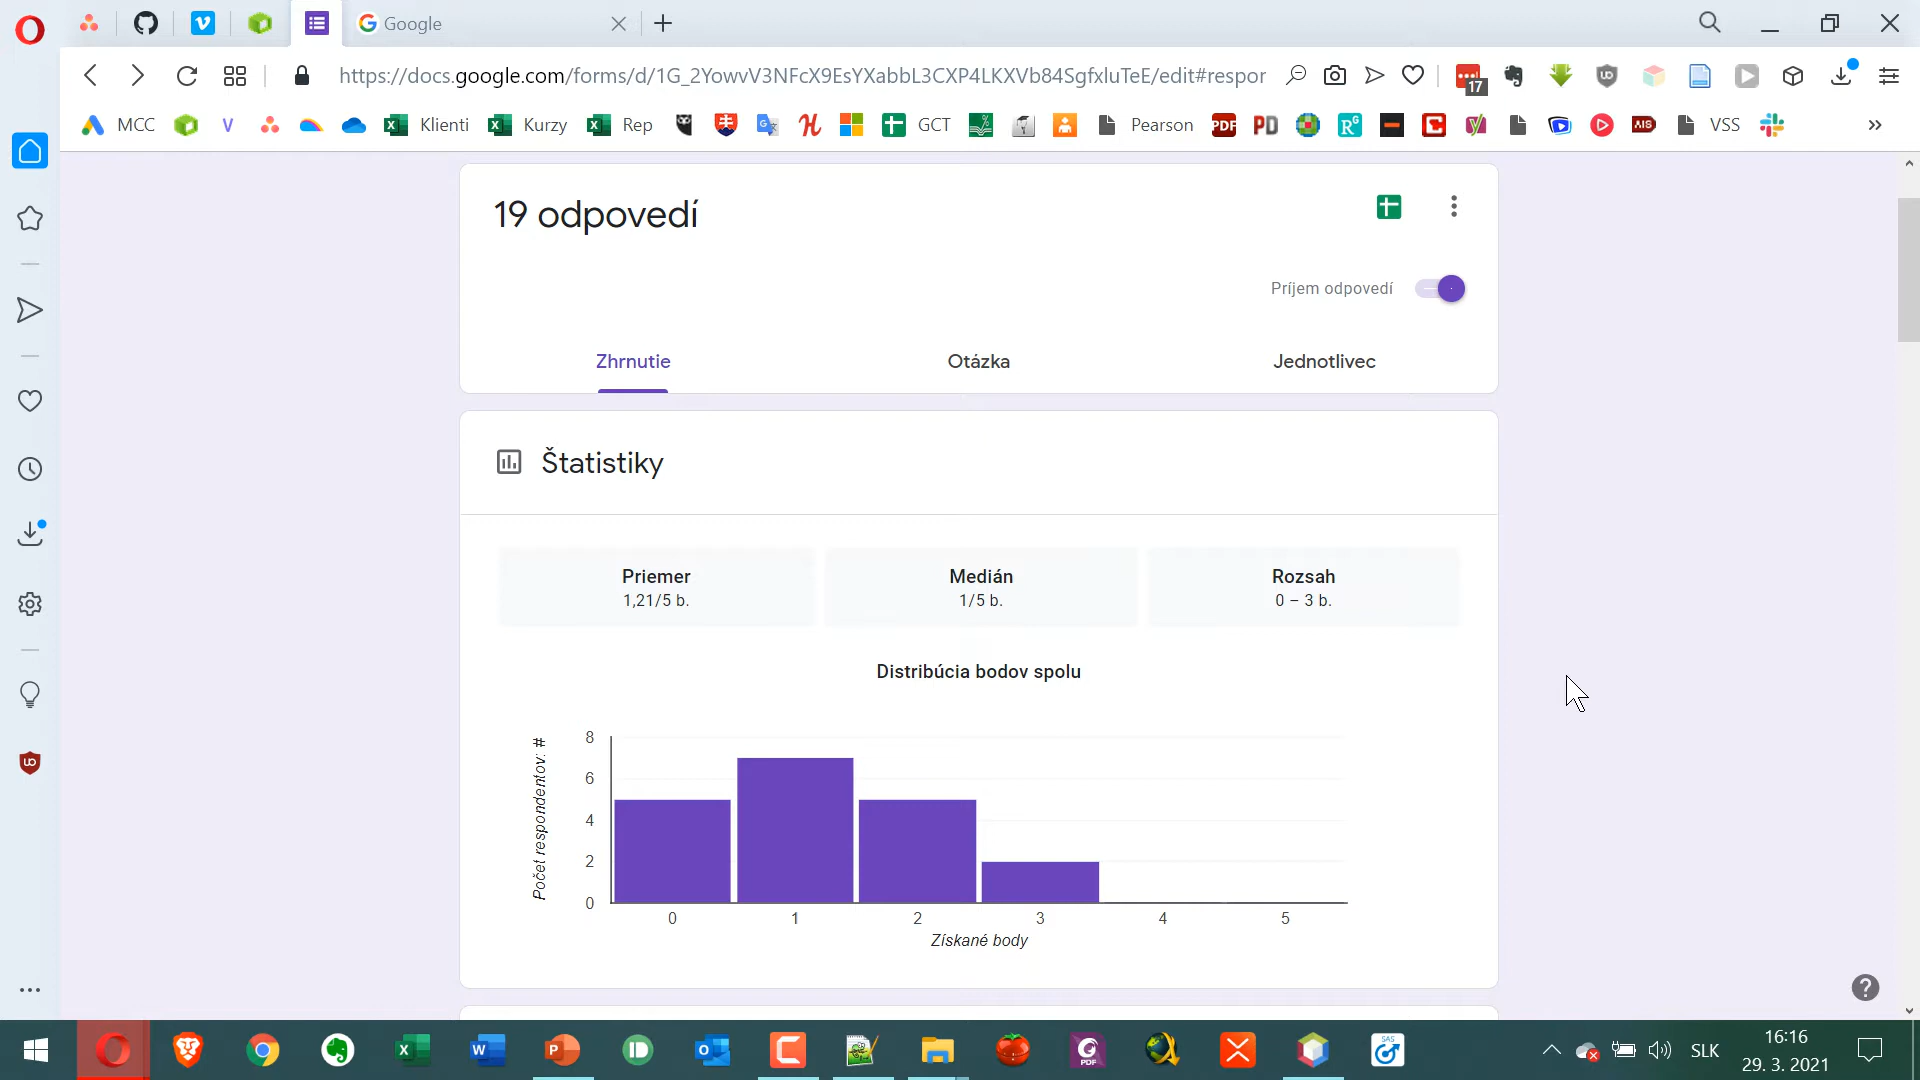 Google
https://docs.google.com/forms/d/1G_2YowvV3NFcX9EsYXabbL3CXP4LKXVb84SgfxluTeE/edit#respor
17
MCC
V
Klienti
Kurzy
Rep
GCT
Pearson
PDF
PD
AIS
VSS
19 odpovedí
Príjem odpovedí
Zhrnutie
Otázka
Jednotlivec
Štatistiky
Priemer
1,21/5 b.
Medián
1/5 b.
Rozsah
0 – 3 b.
Distribúcia bodov spolu
Počet respondentov: #
8
6
4
2
0
0 1 2 3 4 5
Získané body
SLK
16:16
29. 3. 2021